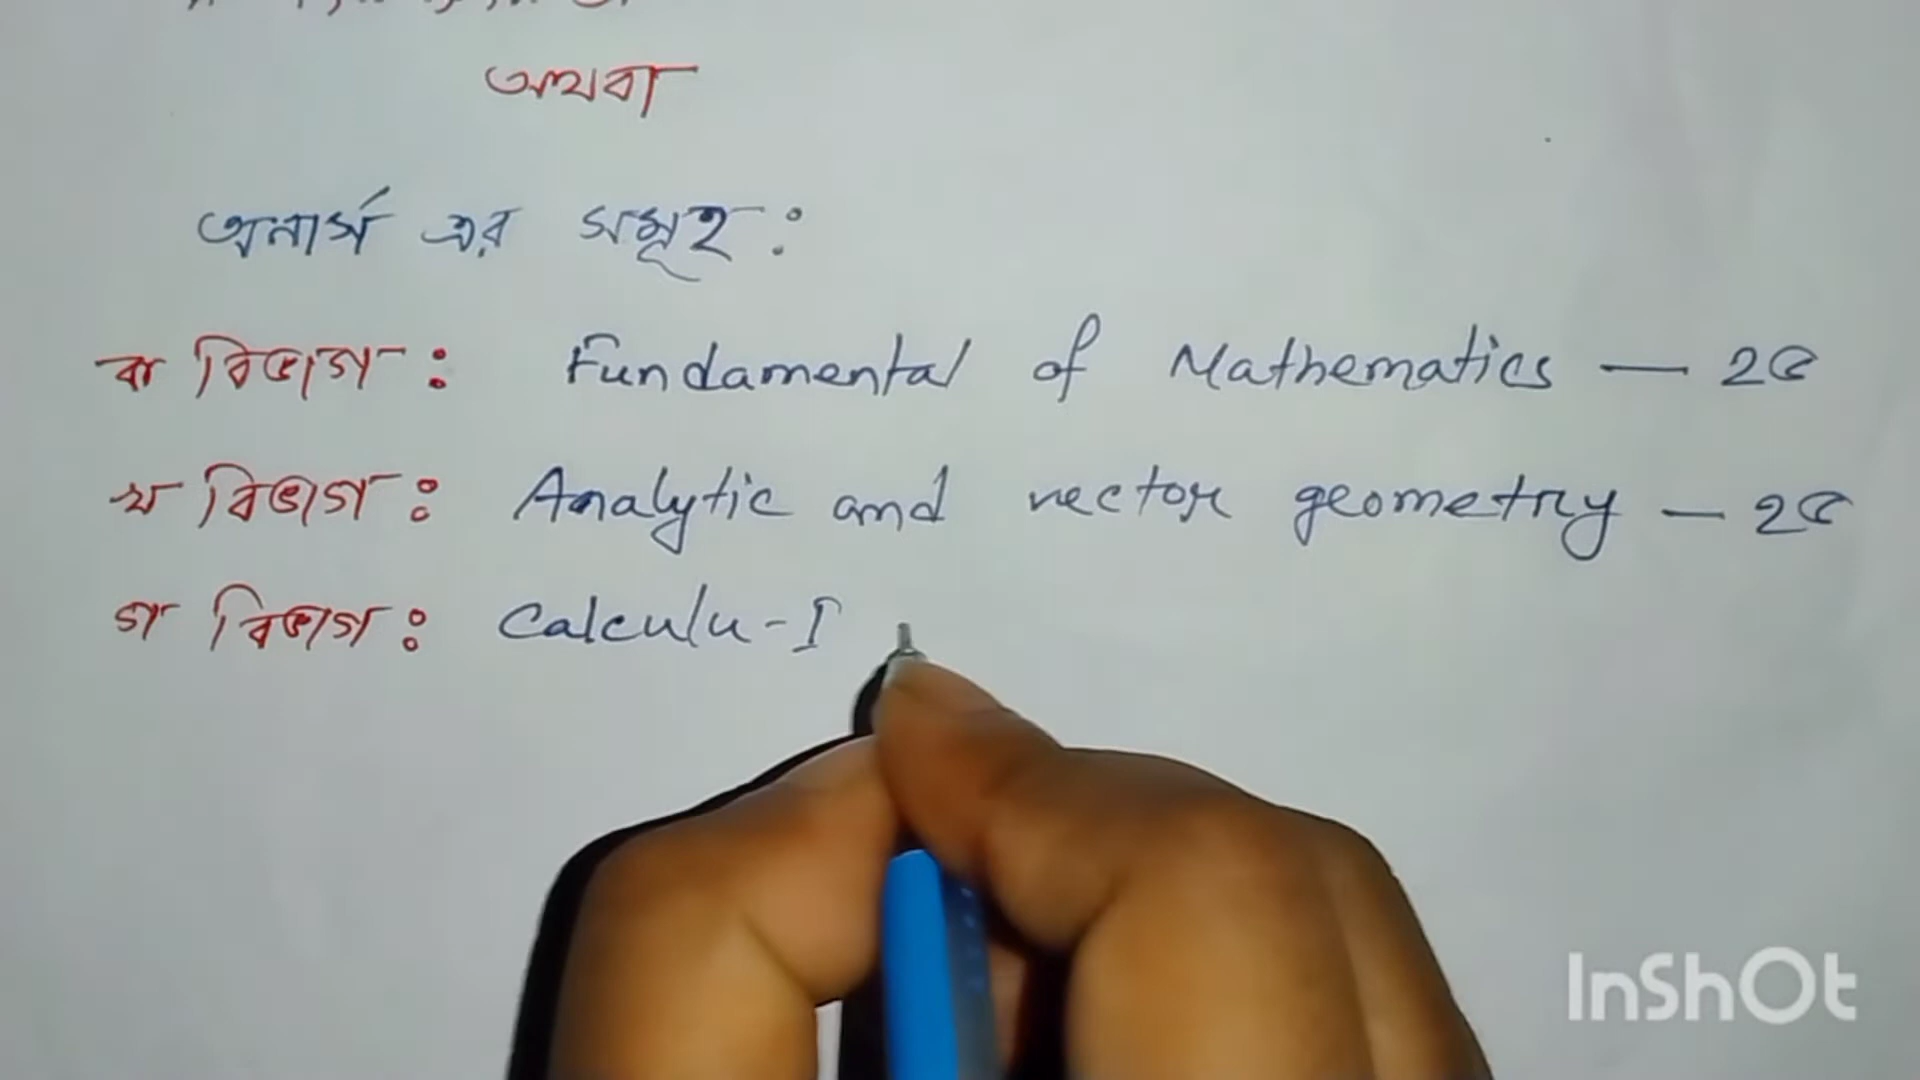 অথবা
অনার্স এর সমূহ :
ক বিভাগ : Fundamental of Mathematics — ২৫
খ বিভাগ : Analytic and vector geometry — ২৫
গ বিভাগ : Calculu-I
InShOt